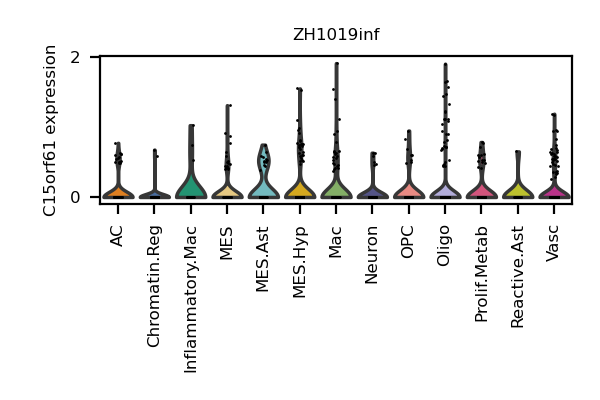 ZH1019inf
C15orf61 expression
2
0
AC
Chromatin.Reg
Inflammatory.Mac
MES
MES.Ast
MES.Hyp
Mac
Neuron
OPC
Oligo
Prolif.Metab
Reactive.Ast
Vasc